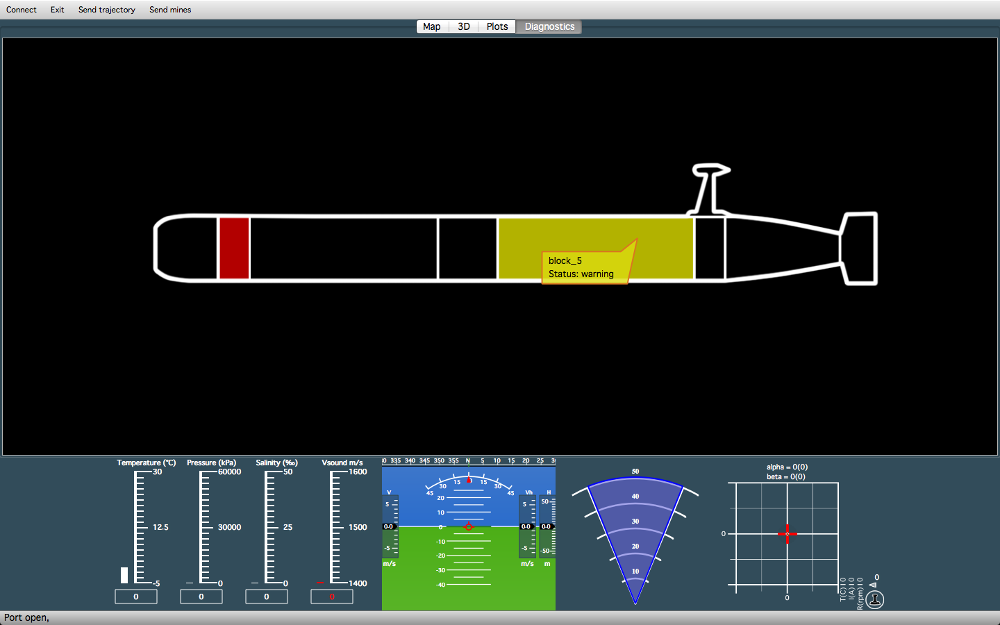 Connect Exit Send trajectory Send mines
Map 3D Plots Diagnostics
block_5
Status: warning
Temperature (°C) Pressure (kPa) Salinity (‰) Vsound m/s
30 60000 50 1600
12.5 30000 25 1500
-5 0 0 1400
0 0 0 0
335 340 345 350 355 N 5 10 15 20 25
45 30 15 0 15 30 45
V Vh H
20
10
0
-10
-20
-30
-40
5 5 50
0.0 0.0 0.0
-5 -5 -50
m/s m/s m
50
40
30
20
10
alpha = 0(0)
beta = 0(0)
0
0
T(C) | 0
I(A) | 0
R(rpm) | 0
0
Port open,